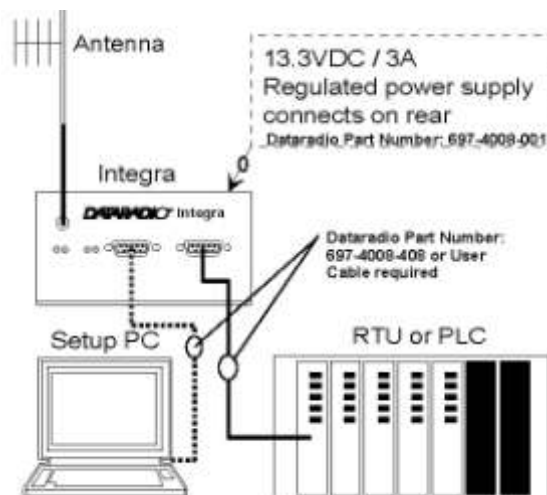 Antenna
13.3VDC / 3A
Regulated power supply
connects on rear
Dataradio Part Number: 697-4008-001
Integra
DATARADIO Integra
Dataradio Part Number:
697-4008-408 or User
Cable required
Setup PC
RTU or PLC